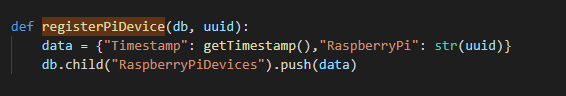 def registerPiDevice(db, uuid):
    data = {"Timestamp": getTimestamp(),"RaspberryPi": str(uuid)}
    db.child("RaspberryPiDevices").push(data)